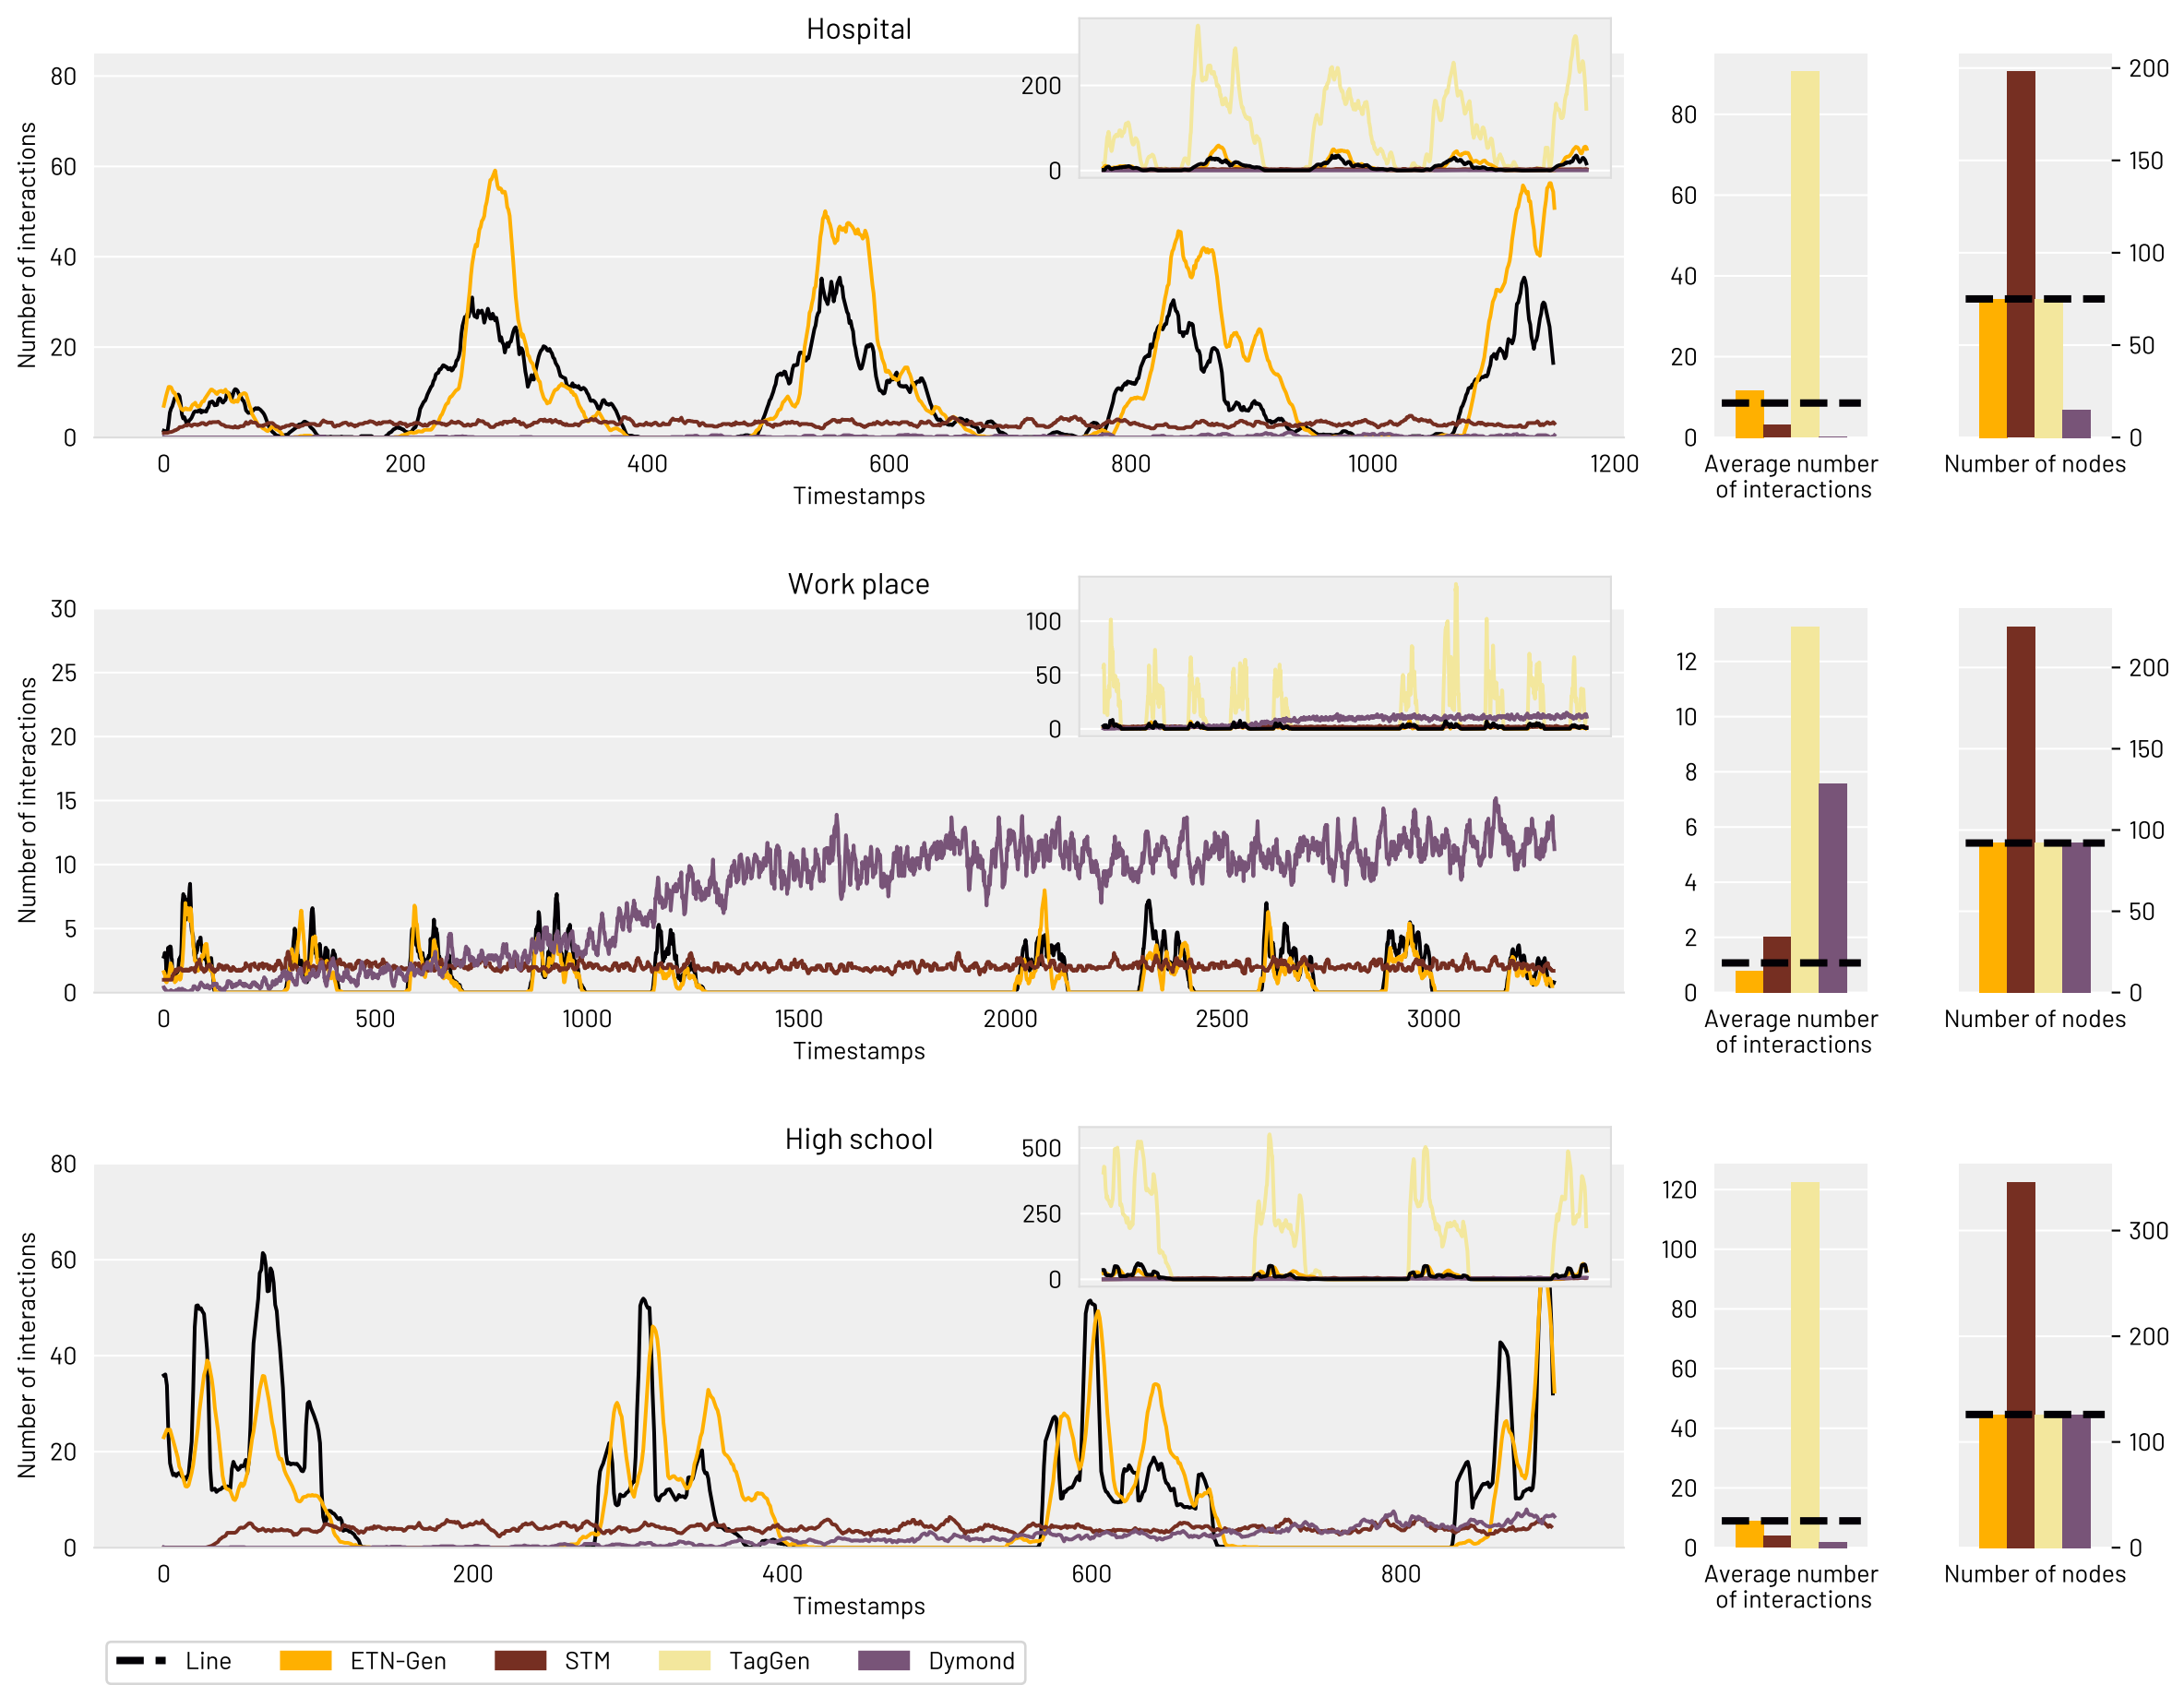 Hospital
Number of interactions
80
60
40
20
0
0 200 400 600 800 1000 1200
Timestamps
200
0
80
60
40
20
0
Average number
of interactions
200
150
100
50
0
Number of nodes
Work place
Number of interactions
30
25
20
15
10
5
0
0 500 1000 1500 2000 2500 3000
Timestamps
100
50
0
12
10
8
6
4
2
0
Average number
of interactions
200
150
100
50
0
Number of nodes
High school
Number of interactions
80
60
40
20
0
0 200 400 600 800
Timestamps
500
250
0
120
100
80
60
40
20
0
Average number
of interactions
300
200
100
0
Number of nodes
Line ETN-Gen STM TagGen Dymond